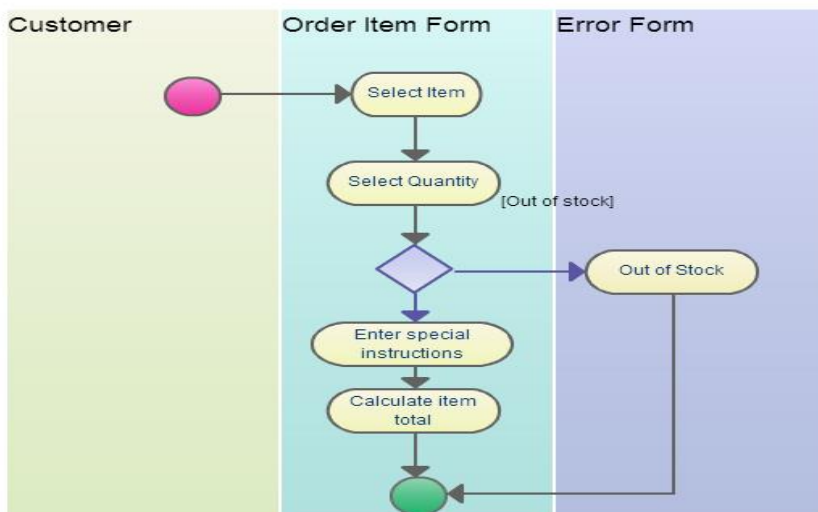 Customer
Order Item Form
Error Form
Select Item
Select Quantity
[Out of stock]
Out of Stock
Enter special
instructions
Calculate item
total